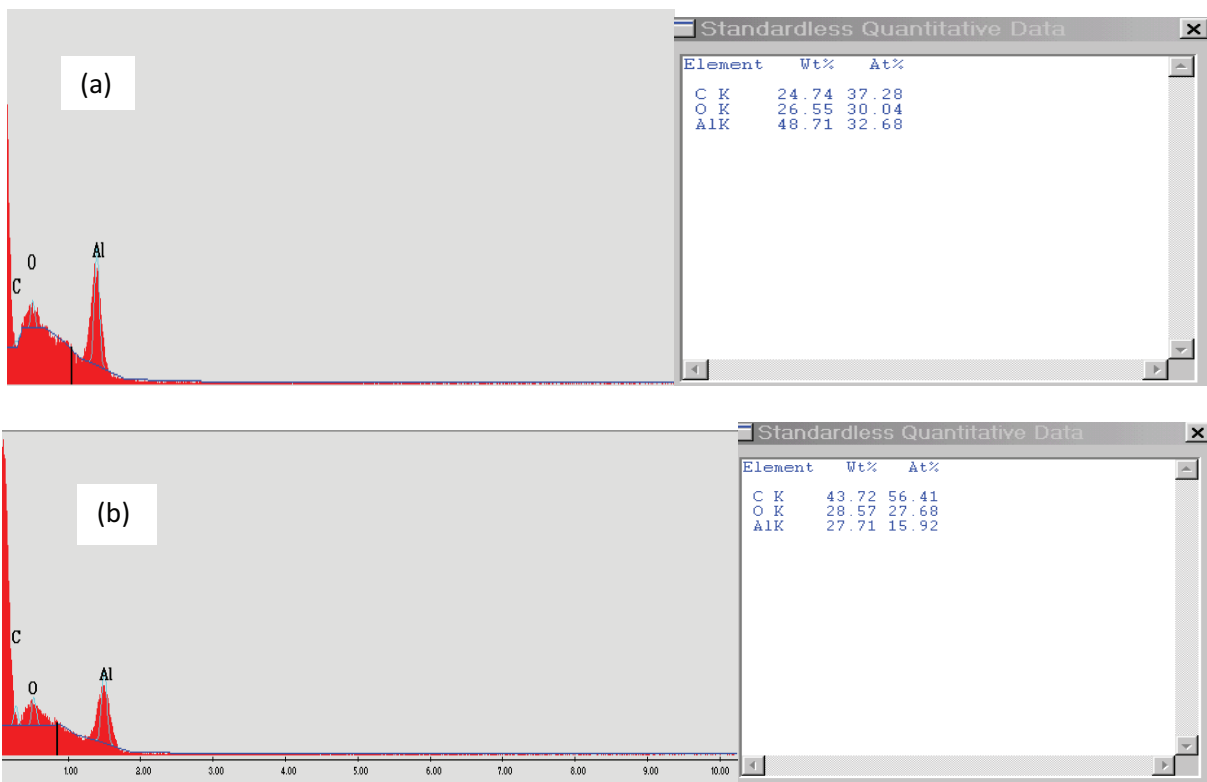 (a)
O
C
Al
Standardless Quantitative Data
Element Wt% At%
C K 24.74 37.28
O K 26.55 30.04
AlK 48.71 32.68
(b)
C
O
Al
1.00 2.00 3.00 4.00 5.00 6.00 7.00 8.00 9.00 10.00
Standardless Quantitative Data
Element Wt% At%
C K 43.72 56.41
O K 28.57 27.68
AlK 27.71 15.92